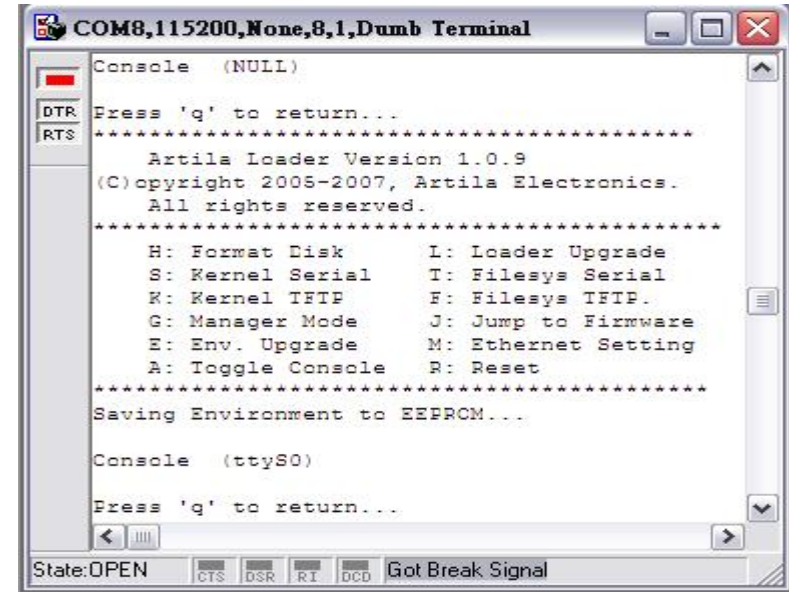 COM8,115200,None,8,1,Dumb Terminal
Console (NULL)
DTR
Press 'q' to return...
RTS
*********************************************
Artila Loader Version 1.0.9
(C)opyright 2005-2007, Artila Electronics.
All rights reserved.
***********************************************
H: Format Disk L: Loader Upgrade
S: Kernel Serial T: Filesys Serial
K: Kernel TFTP F: Filesys TFTP.
G: Manager Mode J: Jump to Firmware
E: Env. Upgrade M: Ethernet Setting
A: Toggle Console R: Reset
**********************************************
Saving Environment to EEPROM...
Console (ttyS0)
Press 'q' to return...
State:OPEN CTS DSR RI DCD Got Break Signal